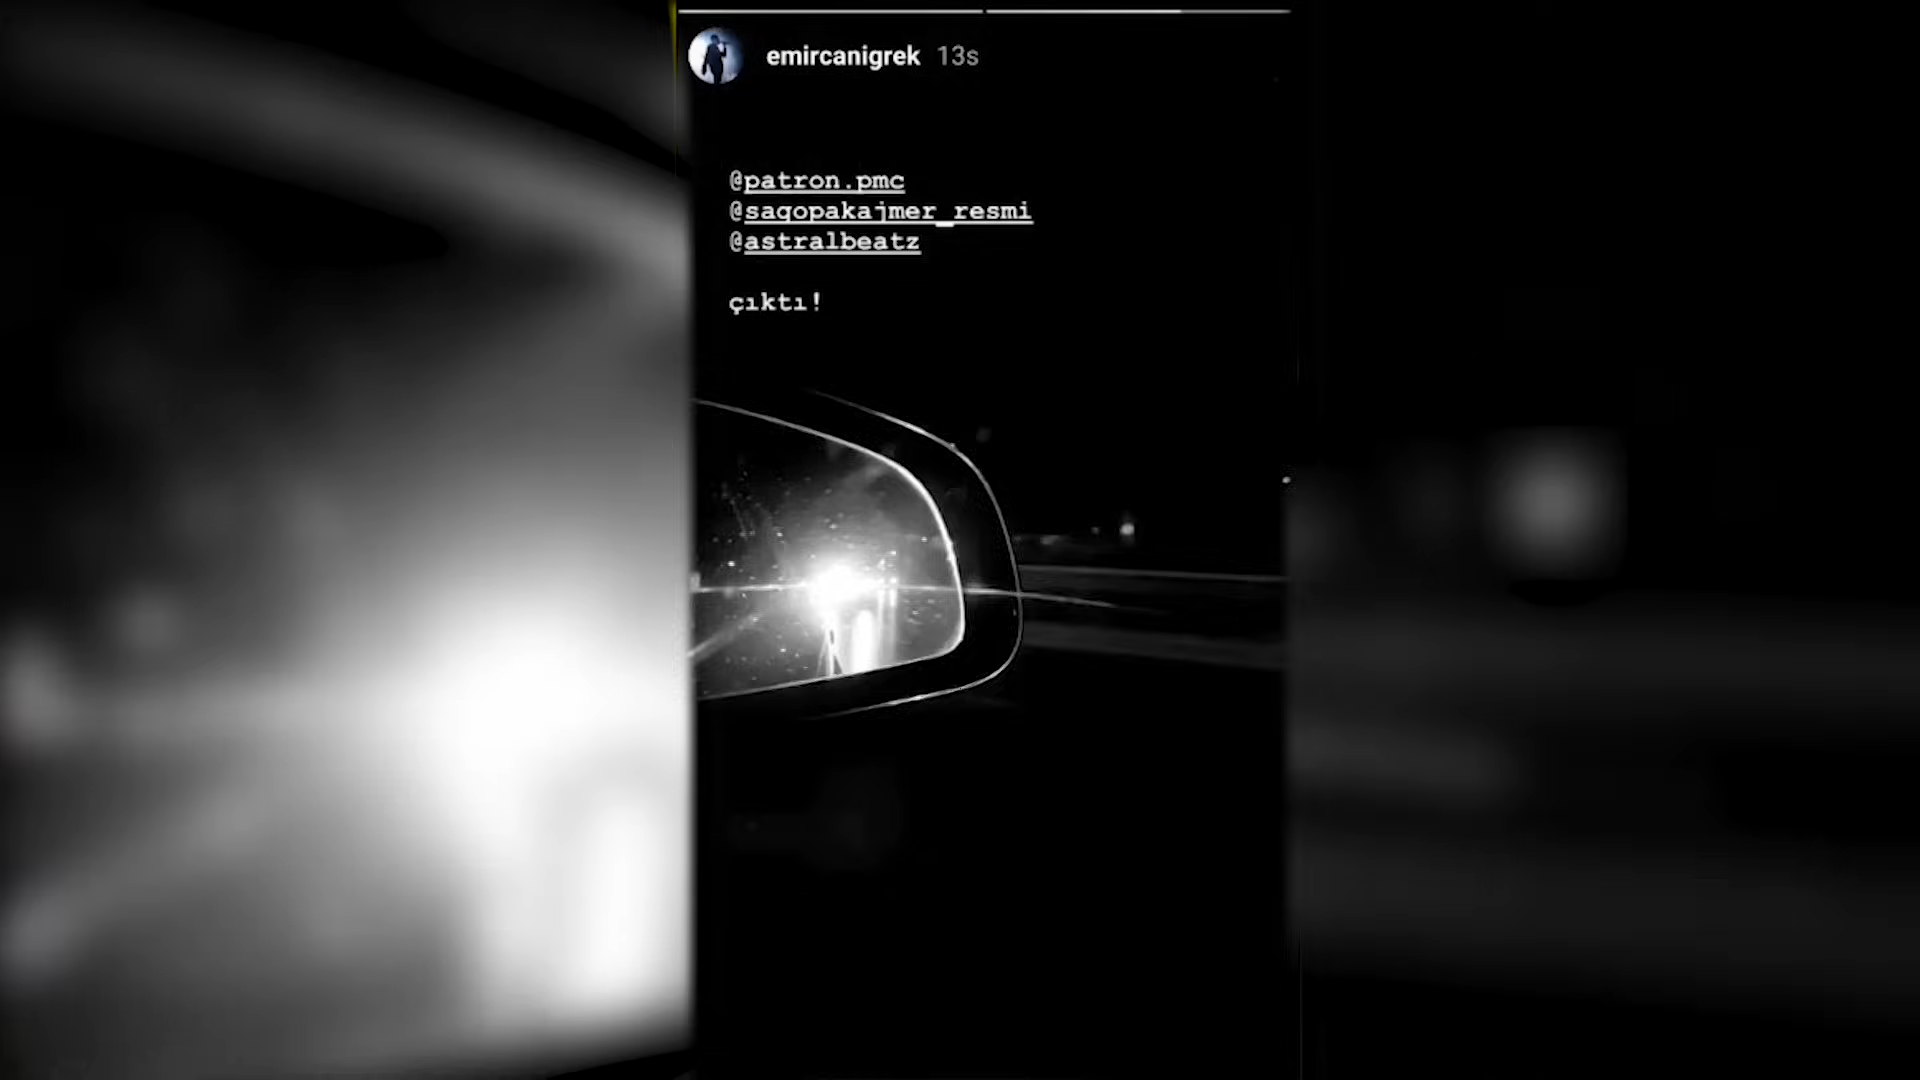 emircanigrek 13s
@patron.pmc
@sagopakajmer_resmi
@astralbeatz
çıktı!